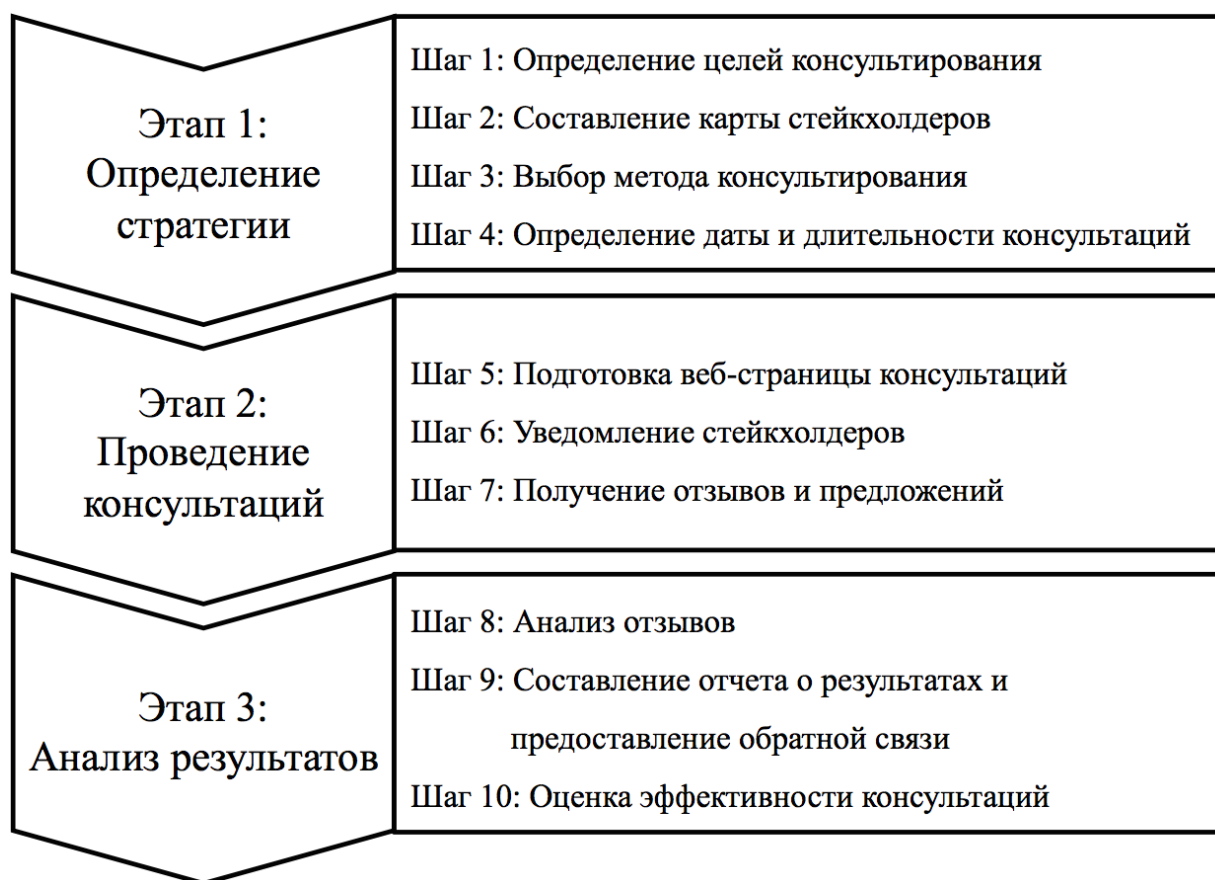 Этап 1:
Определение
стратегии
Шаг 1: Определение целей консультирования
Шаг 2: Составление карты стейкхолдеров
Шаг 3: Выбор метода консультирования
Шаг 4: Определение даты и длительности консультаций
Этап 2:
Проведение
консультаций
Шаг 5: Подготовка веб-страницы консультаций
Шаг 6: Уведомление стейкхолдеров
Шаг 7: Получение отзывов и предложений
Этап 3:
Анализ результатов
Шаг 8: Анализ отзывов
Шаг 9: Составление отчета о результатах и
предоставление обратной связи
Шаг 10: Оценка эффективности консультаций